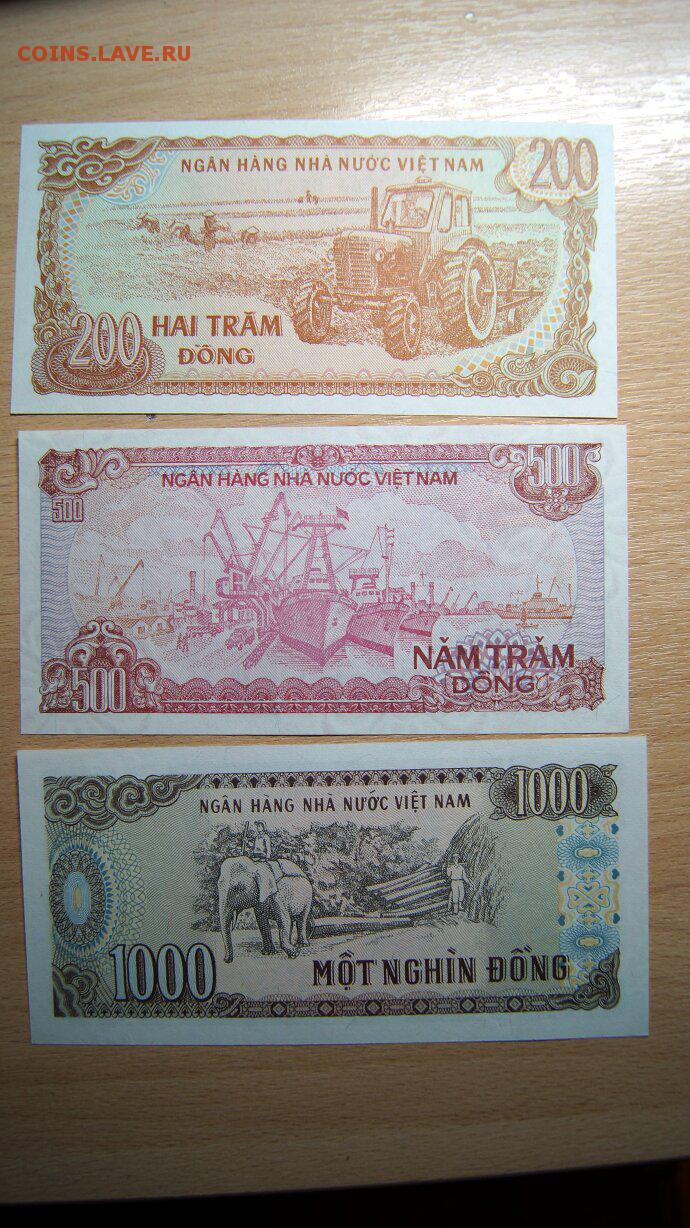 COINS.LAVE.RU
NGÂN HÀNG NHÀ NƯỚC VIỆT NAM
200
200 HAI TRĂM
ĐỒNG
NGÂN HÀNG NHÀ NƯỚC VIỆT NAM
500
500
500
NĂM TRĂM
ĐỒNG
NGÂN HÀNG NHÀ NƯỚC VIỆT NAM
1000
1000
MỘT NGHÌN ĐỒNG